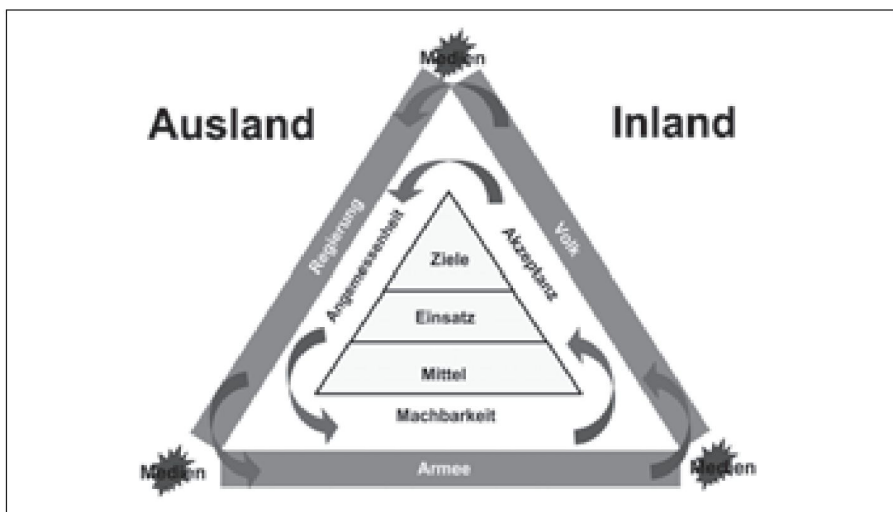 Medien
Ausland
Inland
Regierung
Volk
Angemessenheit
Akzeptanz
Ziele
Einsatz
Mittel
Machbarkeit
Armee
Medien
Medien